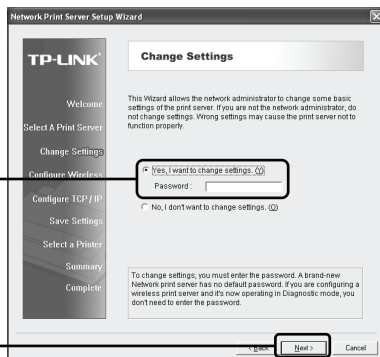 Network Print Server Setup Wizard
TP-LINK
Change Settings
Welcome
Select A Print Server
Change Settings
Configure Wireless
Configure TCP / IP
Save Settings
Select a Printer
Summary
Complete
This Wizard allows the network administrator to change some basic
settings of the print server. If you are not the network administrator, do
not change settings. Wrong settings may cause the print server not to
function properly.
Yes, I want to change settings. (Y)
Password :
No, I don't want to change settings. (O)
To change settings, you must enter the password. A brand-new
Network print server has no default password. If you are configuring a
wireless print server and it's now operating in Diagnostic mode, you
don't need to enter the password.
< Back
Next >
Cancel